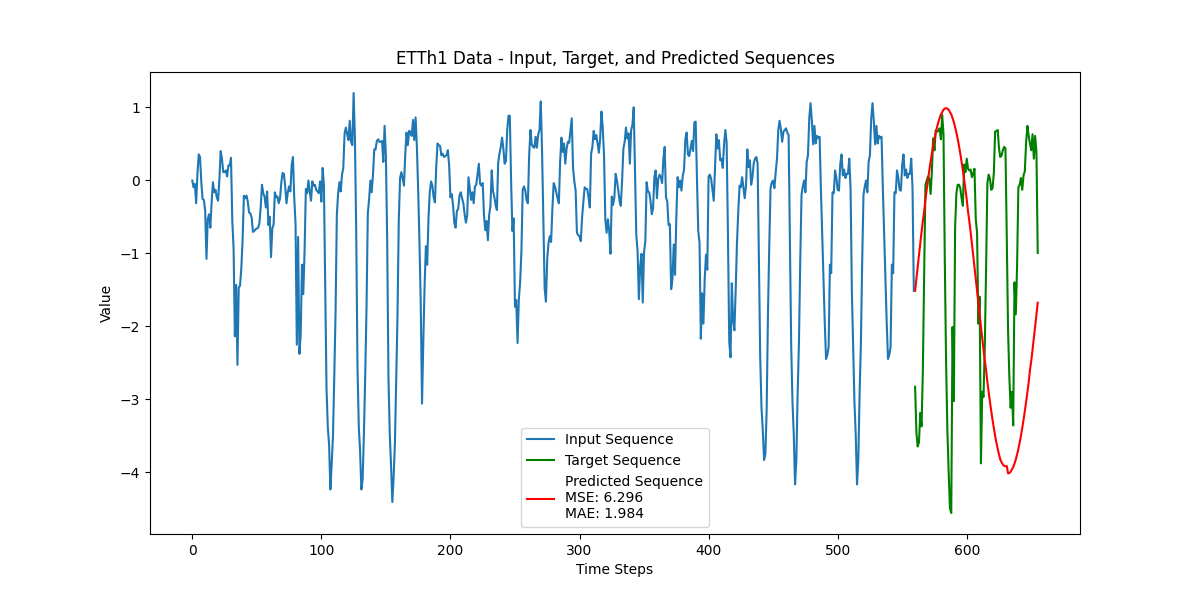 ETTh1 Data - Input, Target, and Predicted Sequences
Value
1
0
−1
−2
−3
−4
Input Sequence
Target Sequence
Predicted Sequence
MSE: 6.296
MAE: 1.984
0 100 200 300 400 500 600
Time Steps